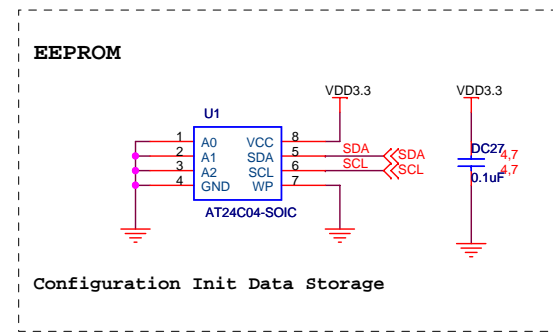 EEPROM
VDD3.3 VDD3.3
U1
1 A0 VCC 8
2 A1 SDA 5 SDA SDA
3 A2 SCL 6 SCL SCL
4 GND WP 7
DC27 4,7
0.1uF 4,7
AT24C04-SOIC
Configuration Init Data Storage